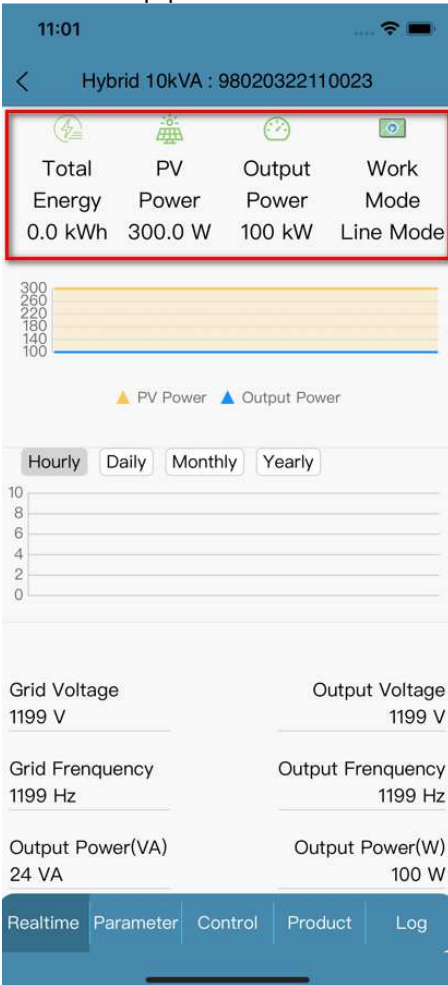 11:01
Hybrid 10kVA : 98020322110023
Total Energy 0.0 kWh
PV Power 300.0 W
Output Power 100 kW
Work Mode Line Mode
300
260
220
180
140
100
PV Power Output Power
Hourly Daily Monthly Yearly
10
8
6
4
2
0
Grid Voltage Output Voltage
1199 V 1199 V
Grid Frenquency Output Frenquency
1199 Hz 1199 Hz
Output Power(VA) Output Power(W)
24 VA 100 W
Realtime Parameter Control Product Log